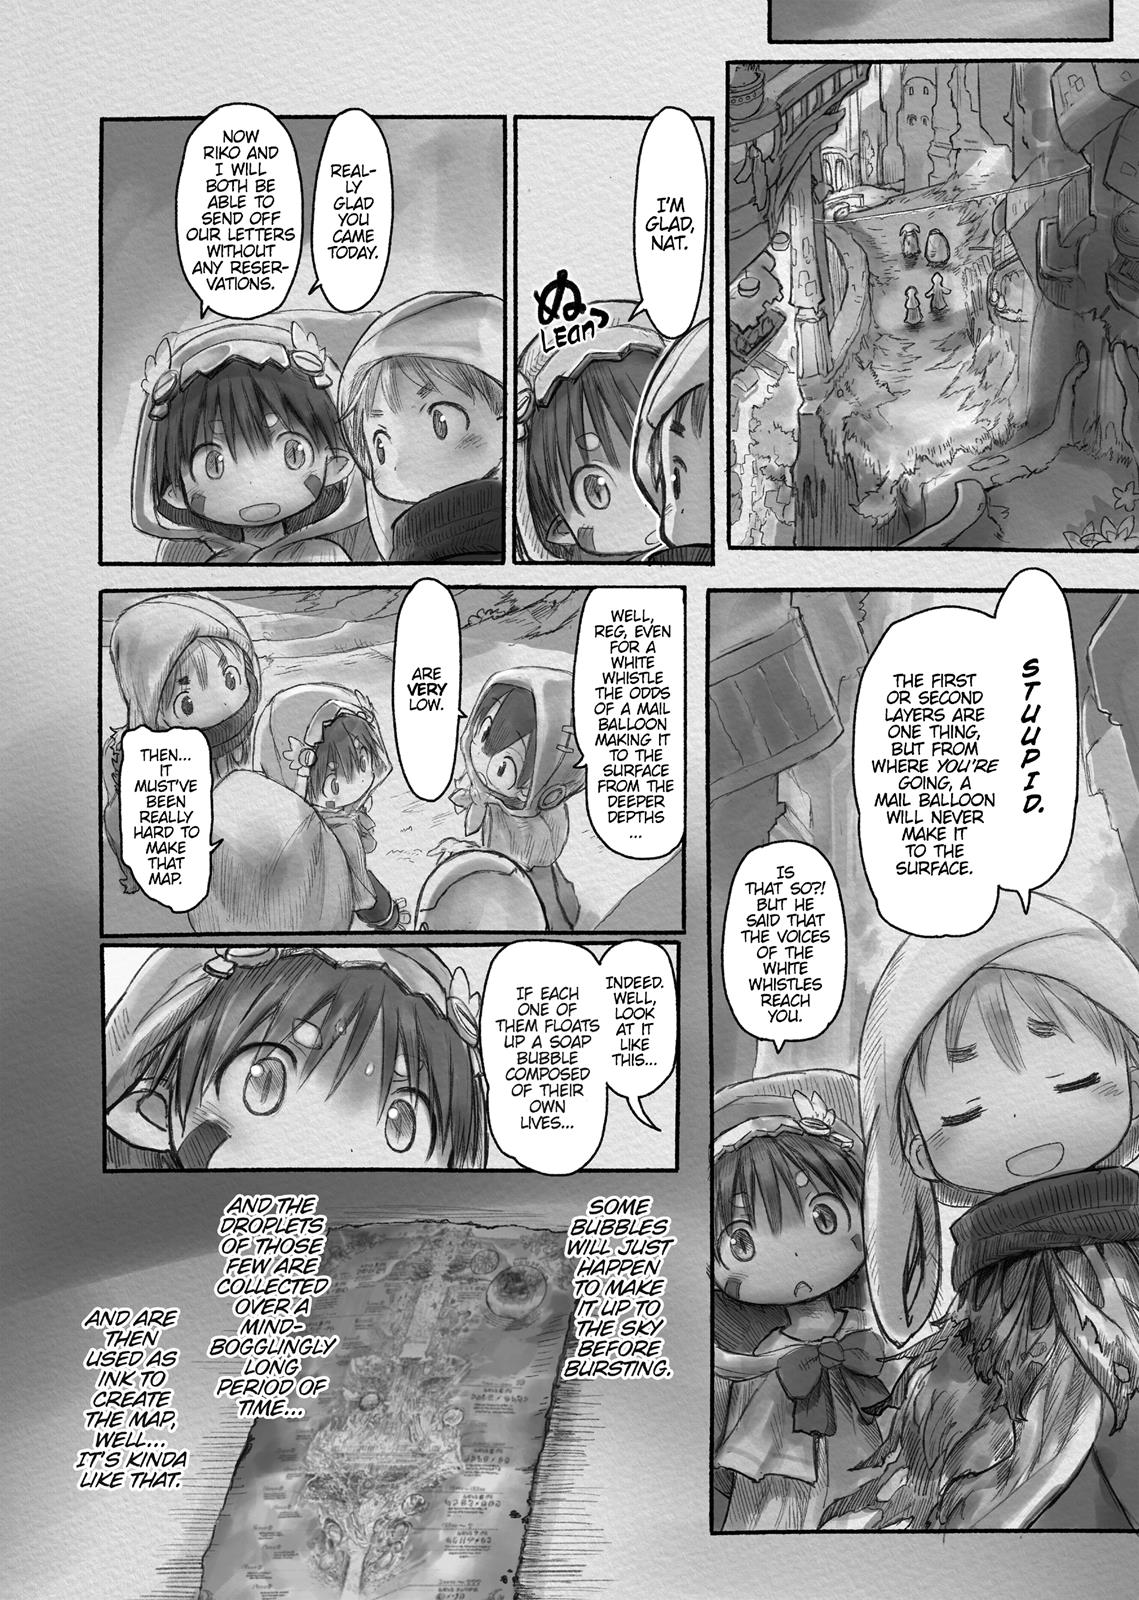 I'M
GLAD,
NAT.
ぬ
LEAN
REAL-
LY
GLAD
YOU
CAME
TODAY.
NOW
RIKO AND
I WILL
BOTH BE
ABLE TO
SEND OFF
OUR LETTERS
WITHOUT
ANY RESER-
VATIONS.
STUPID.
THE FIRST
OR SECOND
LAYERS ARE
ONE THING,
BUT FROM
WHERE YOU'RE
GOING, A
MAIL BALLOON
WILL NEVER
MAKE IT
TO THE
SURFACE.
IS
THAT SO?!
BUT HE
SAID THAT
THE VOICES
OF THE
WHITE
WHISTLES
REACH
YOU.
WELL,
REG, EVEN
FOR A
WHITE
WHISTLE
THE ODDS
OF A MAIL
BALLOON
MAKING IT
TO THE
SURFACE
FROM THE
DEEPER
DEPTHS
...
ARE
VERY
LOW.
THEN...
IT
MUST'VE
BEEN
REALLY
HARD TO
MAKE
THAT
MAP.
INDEED.
WELL,
LOOK
AT IT
LIKE
THIS...
IF EACH
ONE OF
THEM FLOATS
UP A SOAP
BUBBLE
COMPOSED
OF THEIR
OWN
LIVES...
SOME
BUBBLES
WILL JUST
HAPPEN
TO MAKE
IT UP TO
THE SKY
BEFORE
BURSTING.
AND THE
DROPLETS
OF THOSE
FEW ARE
COLLECTED
OVER A
MIND-
BOGGLINGLY
LONG
PERIOD OF
TIME...
AND ARE
THEN
USED AS
INK TO
CREATE
THE MAP,
WELL...
IT'S KINDA
LIKE THAT.